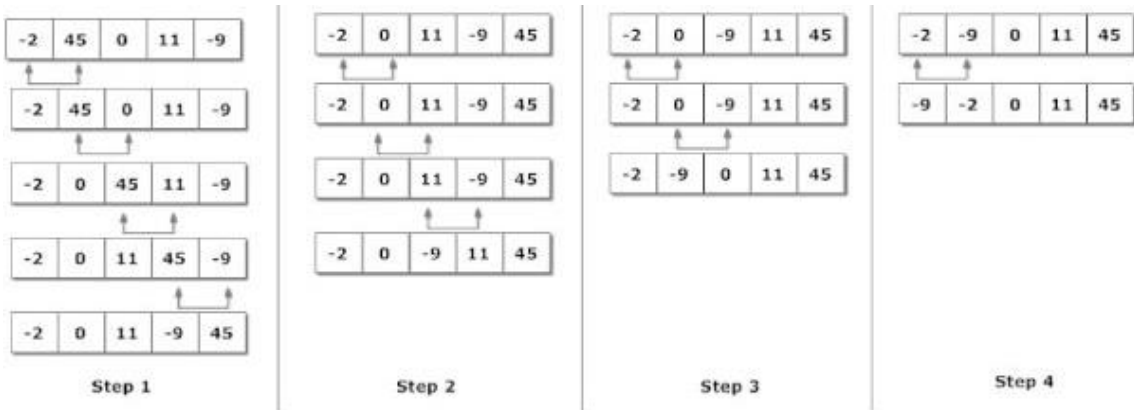 -2 45 0 11 -9
-2 45 0 11 -9
-2 0 45 11 -9
-2 0 11 45 -9
-2 0 11 -9 45
Step 1
-2 0 11 -9 45
-2 0 11 -9 45
-2 0 11 -9 45
-2 0 -9 11 45
Step 2
-2 0 -9 11 45
-2 0 -9 11 45
-2 -9 0 11 45
Step 3
-2 -9 0 11 45
-9 -2 0 11 45
Step 4